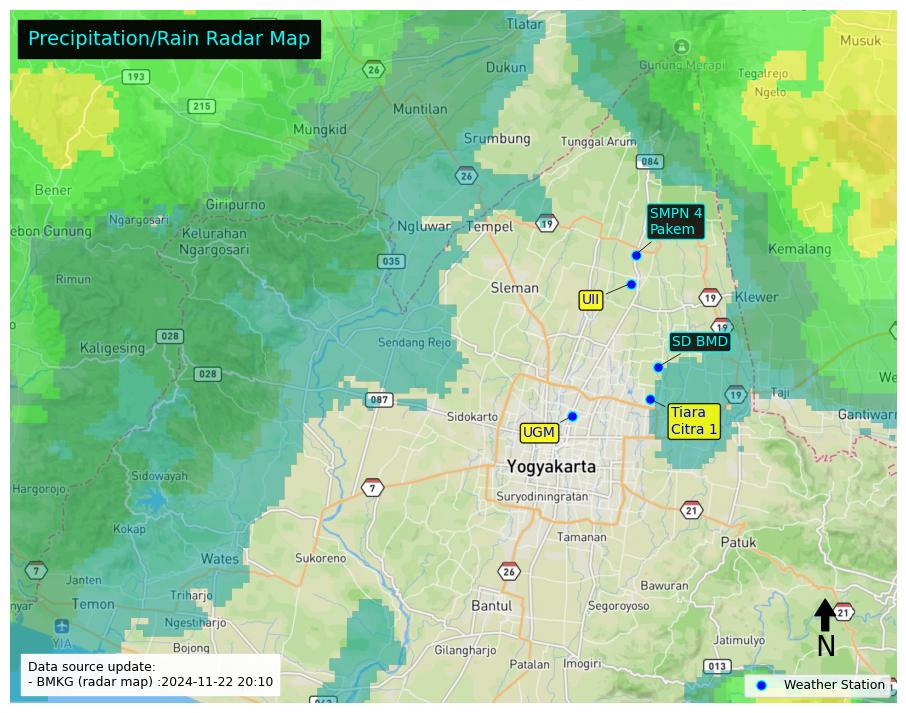 Precipitation/Rain Radar Map
Tlatar
Musuk
Gunung Merapi
Dukun
26
193
Tegalrejo
Ngelo
215
Muntilan
Mungkid
Srumbung
Tunggal Arum
084
26
Bener
Giripurno
Ngargosari
SMPN 4
Pakem
Ngluwar
Tempel
19
ebon Gunung
Kelurahan
Ngargosari
Kemalang
035
Rimun
Sleman
UII
19
Klewer
19
028
Sendang Rejo
SD BMD
Kaligesing
028
087
19
Taji
Sidokarto
Tiara
Citra 1
Gantiwarn
UGM
Yogyakarta
Sidowayah
Hargorojo
7
Suryodiningratan
21
Kokap
Tamanan
Patuk
Wates
Sukoreno
7
26
Janten
Bawuran
nyar
Temon
Triharjo
Bantul
Segoroyoso
21
YIA
Ngestiharjo
N
Jatimulyo
Bojong
Gilangharjo
Patalan
Imogiri
013
Data source update:
- BMKG (radar map) :2024-11-22 20:10
Weather Station